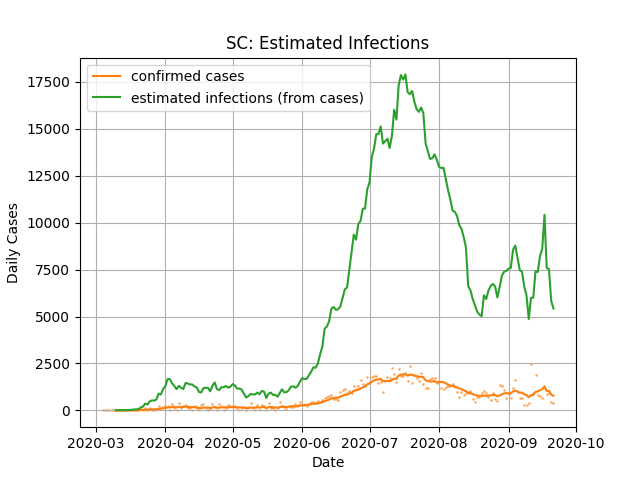 SC: Estimated Infections
confirmed cases
estimated infections (from cases)
17500
15000
12500
10000
7500
5000
2500
0
Daily Cases
2020-03 2020-04 2020-05 2020-06 2020-07 2020-08 2020-09 2020-10
Date